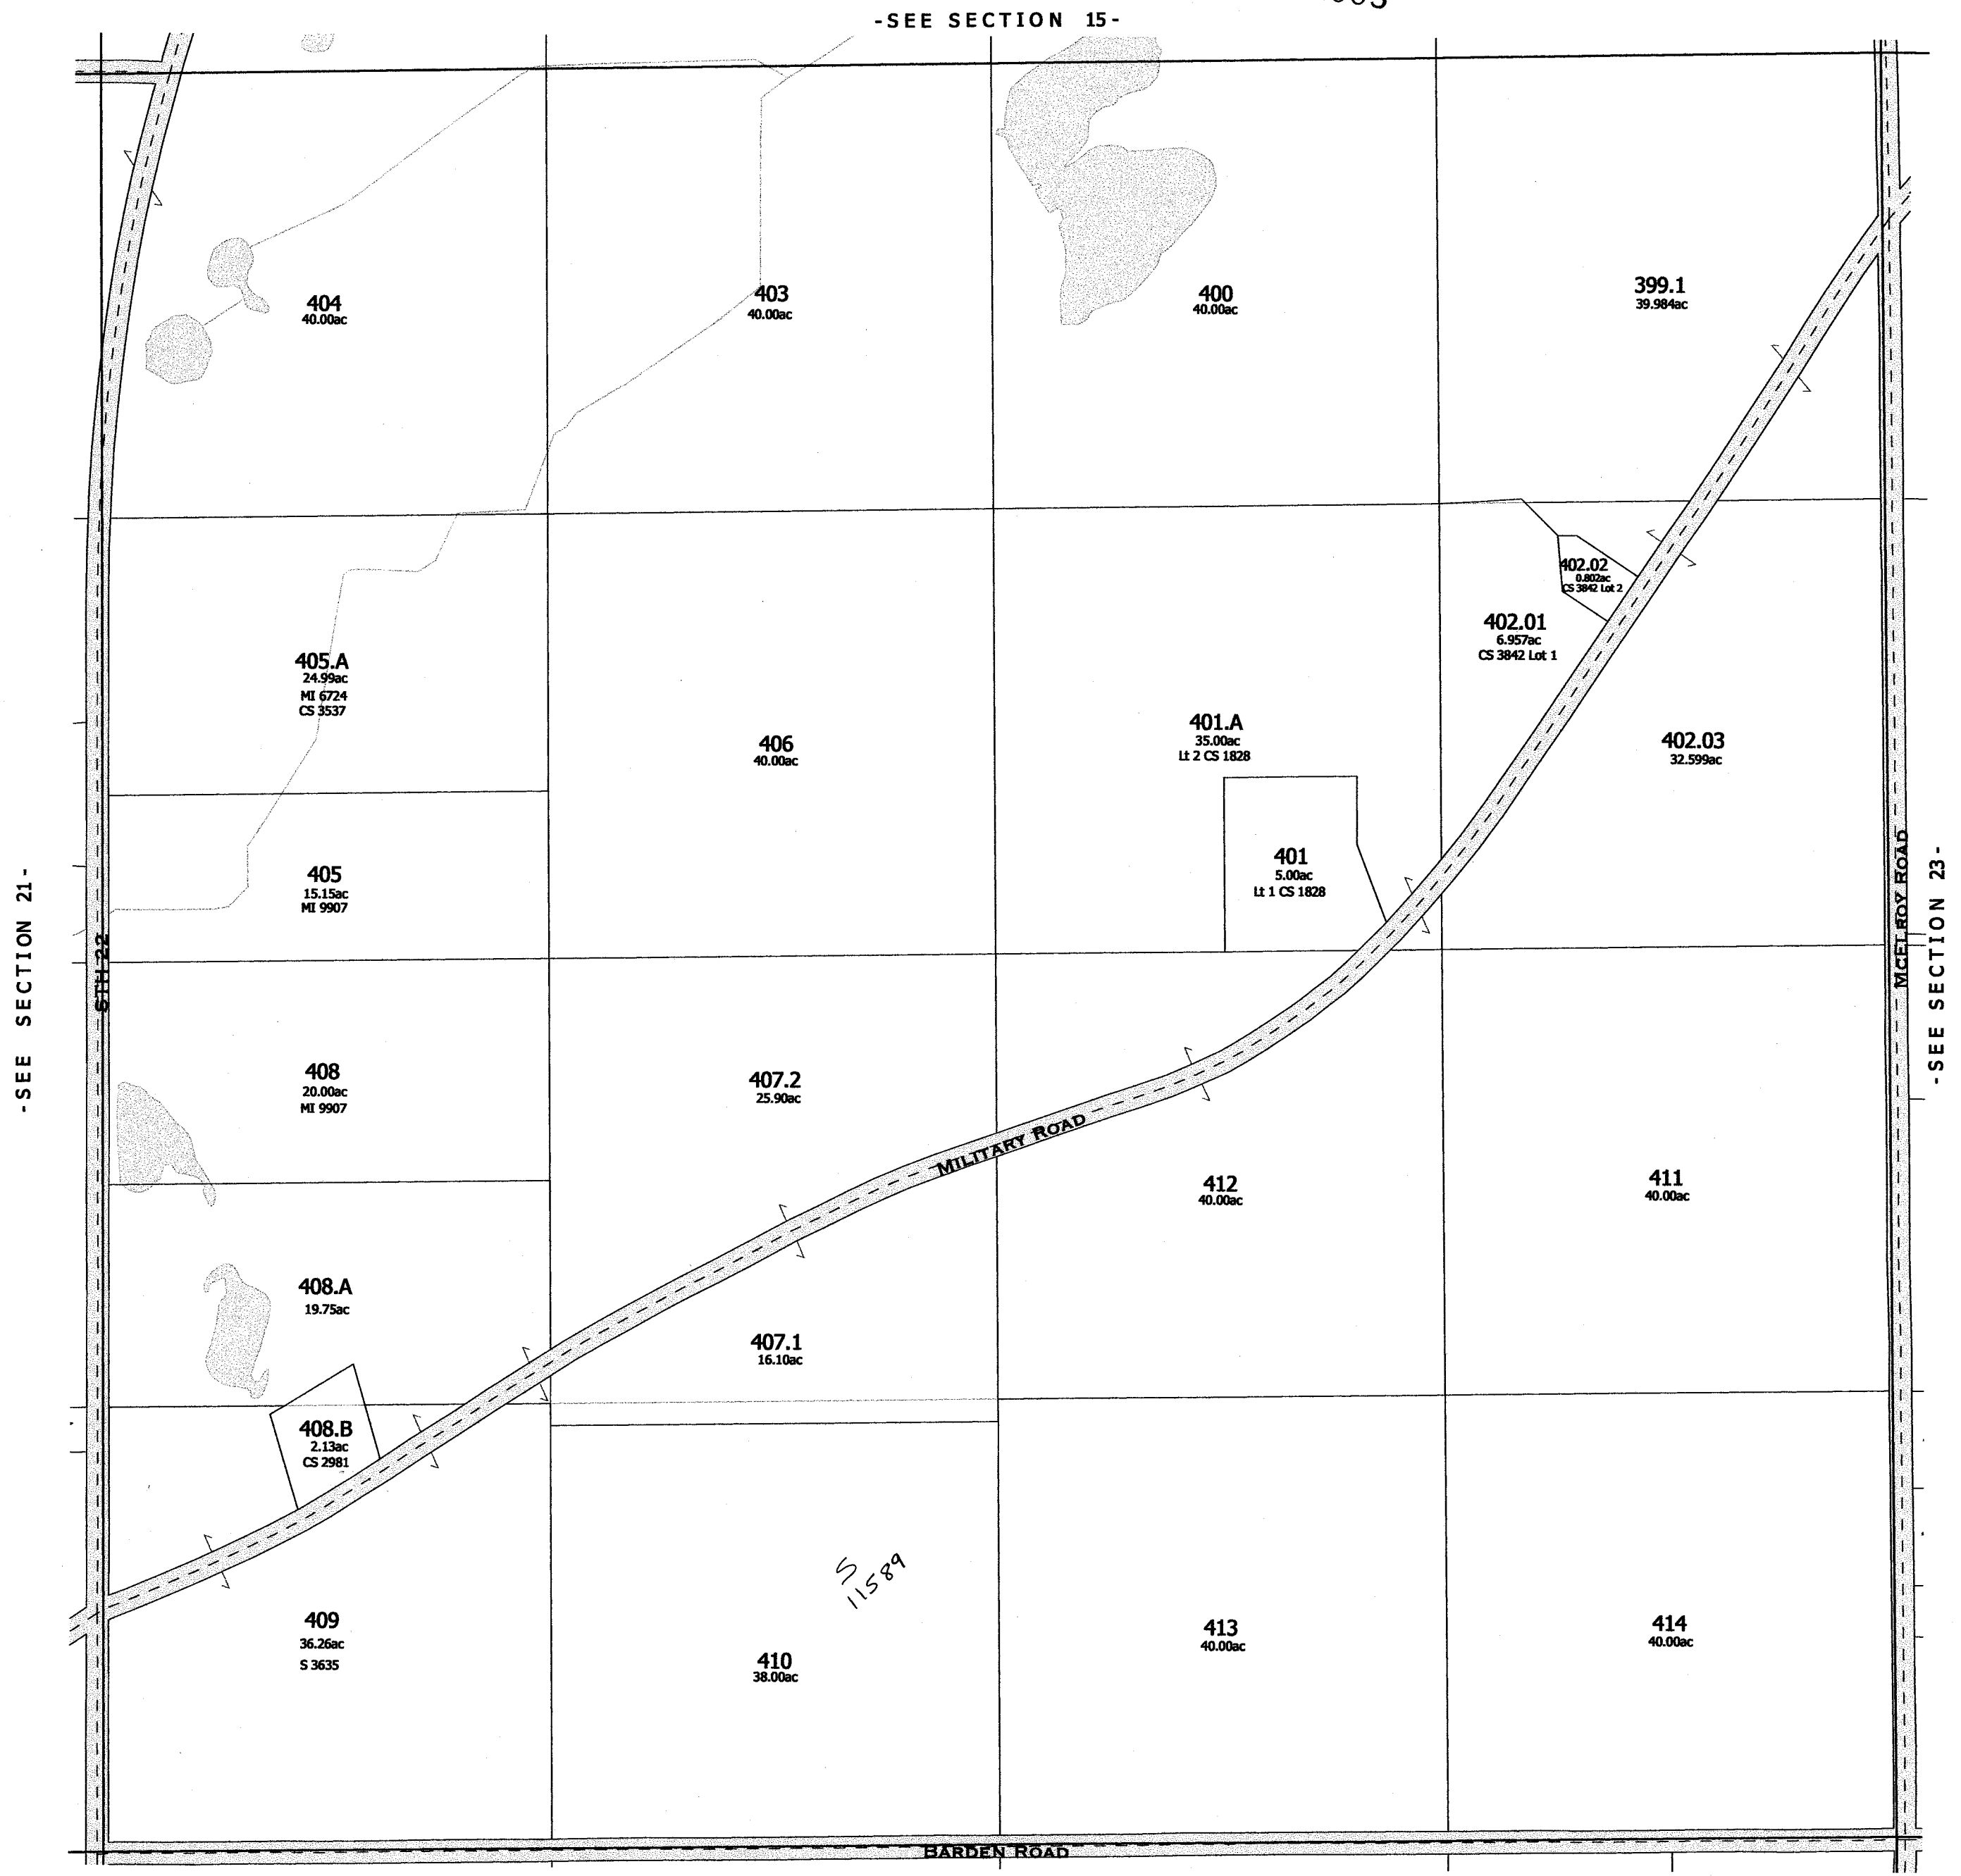 -SEE SECTION 15-
404
40.00ac
403
40.00ac
400
40.00ac
399.1
39.984ac
402.02
0.802ac
CS 3842 Lot 2
402.01
6.957ac
CS 3842 Lot 1
405.A
24.99ac
MI 6724
CS 3537
406
40.00ac
401.A
35.00ac
Lt 2 CS 1828
402.03
32.599ac
401
5.00ac
Lt 1 CS 1828
405
15.15ac
MI 9907
-SEE SECTION 21-
STH 22
MCELROY ROAD
-SEE SECTION 23-
408
20.00ac
MI 9907
407.2
25.90ac
MILITARY ROAD
412
40.00ac
411
40.00ac
408.A
19.75ac
407.1
16.10ac
408.B
2.13ac
CS 2981
S
11589
409
36.26ac
S 3635
410
38.00ac
413
40.00ac
414
40.00ac
BARDEN ROAD